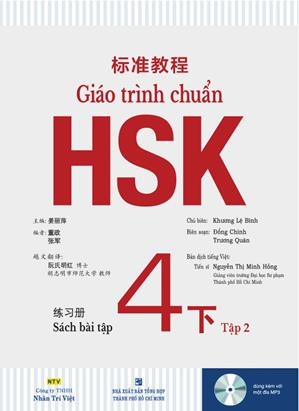 标准教程
Giáo trình chuẩn
HSK
主编: 姜丽萍
编者: 董政
张军
越文翻译:
阮氏明红 博士
胡志明市师范大学 教师
Chủ biên: Khương Lệ Bình
Biên soạn: Đổng Chính
Trương Quân
Bản dịch tiếng Việt:
Tiến sĩ Nguyễn Thị Minh Hồng
Giảng viên trường Đại học Sư phạm
Thành phố Hồ Chí Minh
练习册
Sách bài tập
4下
Tập 2
NTV
Công ty TNHH
Nhân Trí Việt
NHÀ XUẤT BẢN TỔNG HỢP
THÀNH PHỐ HỒ CHÍ MINH
dùng kèm với
một đĩa MP3